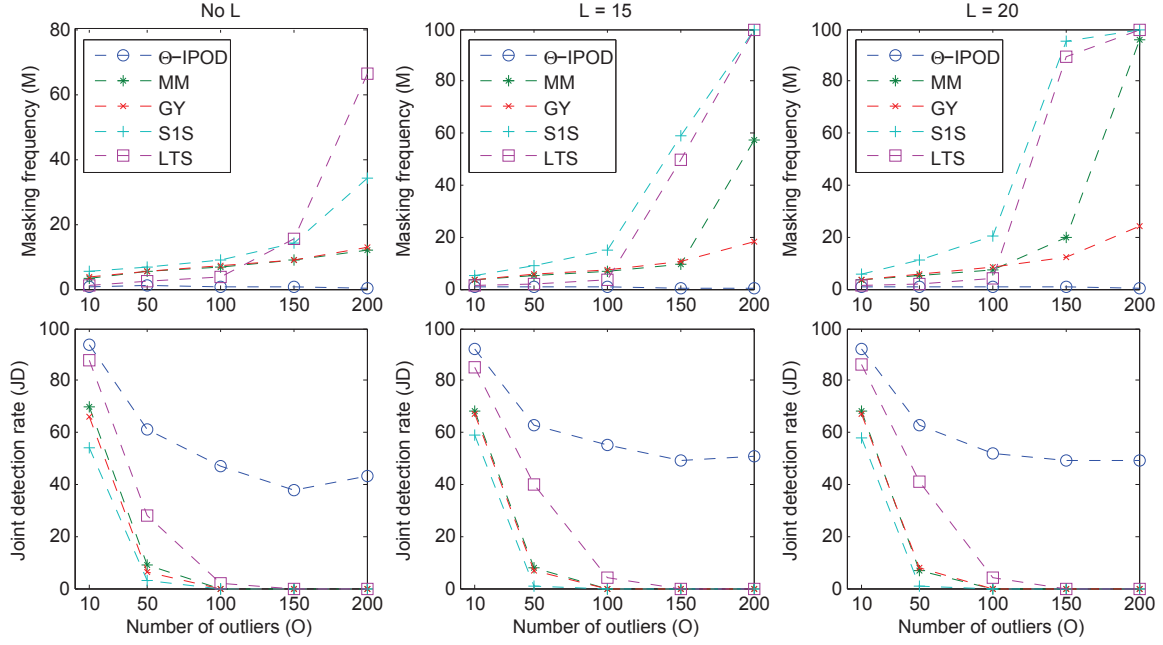 No L
L = 15
L = 20
Masking frequency (M)
80
60
40
20
0
10 50 100 150 200
Θ−IPOD
MM
GY
S1S
LTS
Masking frequency (M)
100
80
60
40
20
0
10 50 100 150 200
Θ−IPOD
MM
GY
S1S
LTS
Masking frequency (M)
100
80
60
40
20
0
10 50 100 150 200
Θ−IPOD
MM
GY
S1S
LTS
Joint detection rate (JD)
100
80
60
40
20
0
10 50 100 150 200
Number of outliers (O)
Joint detection rate (JD)
100
80
60
40
20
0
10 50 100 150 200
Number of outliers (O)
Joint detection rate (JD)
100
80
60
40
20
0
10 50 100 150 200
Number of outliers (O)